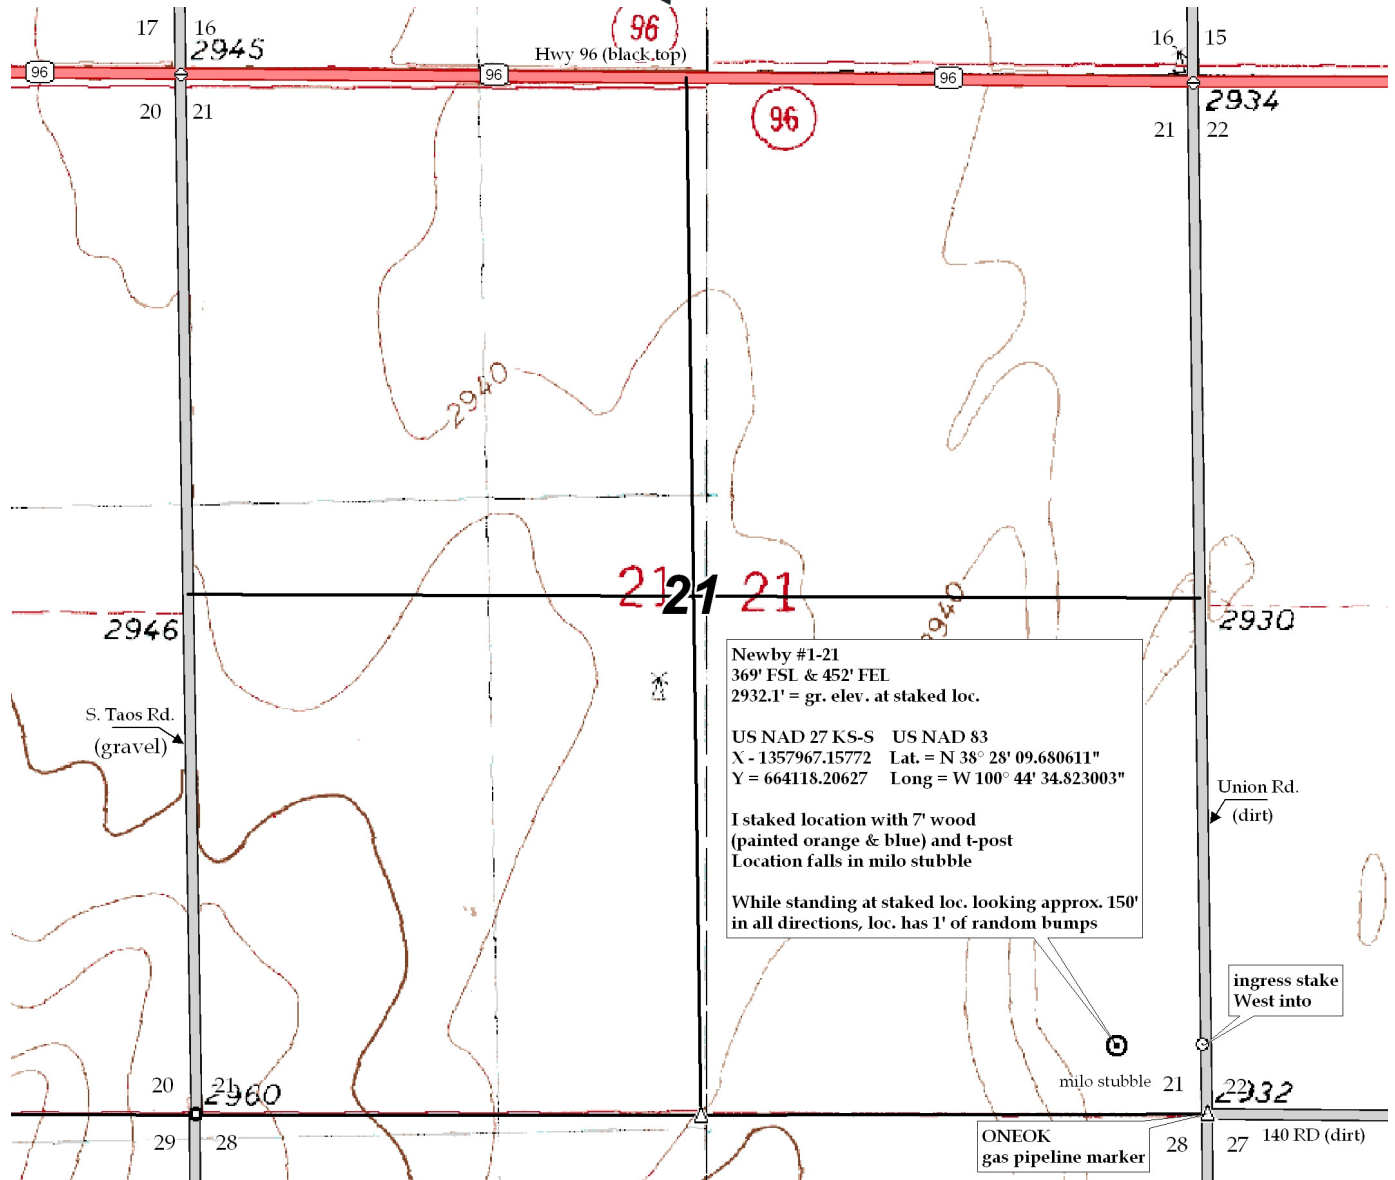 17 16
2945
96
Hwy 96 (black top)
16 15
96
96
96
2934
20 21
96
21 22
2940
21 21 21
2940
2946
2930
Newby #1-21
369' FSL & 452' FEL
2932.1' = gr. elev. at staked loc.
US NAD 27 KS-S US NAD 83
X - 1357967.15772 Lat. = N 38° 28' 09.680611"
Y = 664118.20627 Long = W 100° 44' 34.823003"
I staked location with 7' wood
(painted orange & blue) and t-post
Location falls in milo stubble
While standing at staked loc. looking approx. 150'
in all directions, loc. has 1' of random bumps
S. Taos Rd.
(gravel)
Union Rd.
(dirt)
ingress stake
West into
milo stubble
20 21
2960
21 22
2932
29 28
ONEOK
gas pipeline marker
28 27
140 RD (dirt)